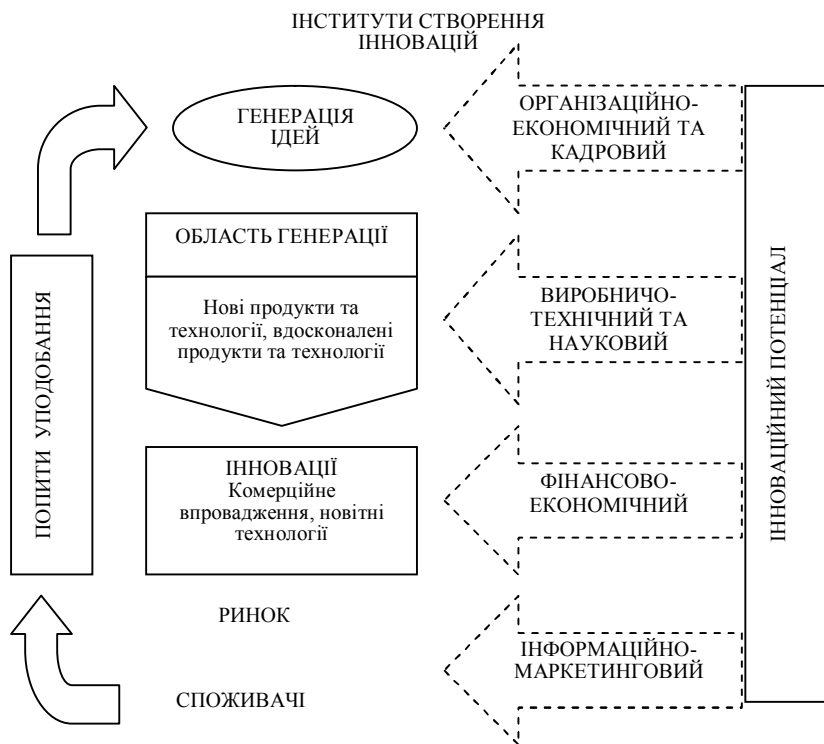 ІНСТИТУТИ СТВОРЕННЯ
ІННОВАЦІЙ
ГЕНЕРАЦІЯ
ІДЕЙ
ОРГАНІЗАЦІЙНО-
ЕКОНОМІЧНИЙ ТА
КАДРОВИЙ
ОБЛАСТЬ ГЕНЕРАЦІЇ
Нові продукти та
технології, вдосконалені
продукти та технології
ВИРОБНИЧО-
ТЕХНІЧНИЙ ТА
НАУКОВИЙ
ІННОВАЦІЇ
Комерційне
впровадження, новітні
технології
ФІНАНСОВО-
ЕКОНОМІЧНИЙ
РИНОК
СПОЖИВАЧІ
ІНФОРМАЦІЙНО-
МАРКЕТИНГОВИЙ
ПОПИТИ УПОДОБАННЯ
ІННОВАЦІЙНИЙ ПОТЕНЦІАЛ